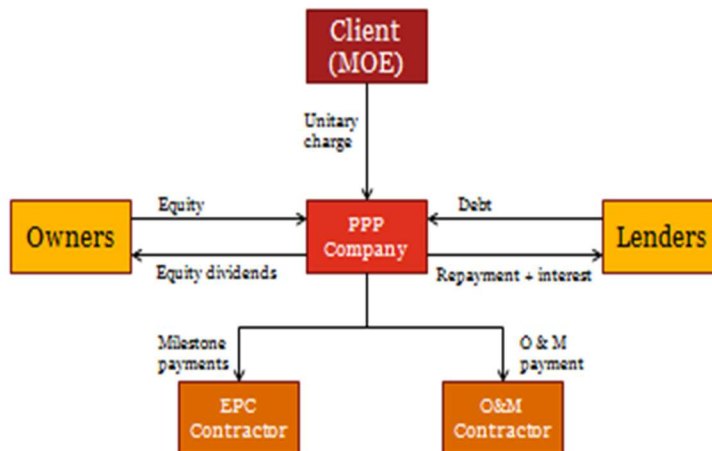 Client
(MOE)
Unitary
charge
Equity
Debt
Owners
PPP
Company
Lenders
Equity dividends
Repayment + interest
Milestone
payments
O & M
payment
EPC
Contractor
O&M
Contractor